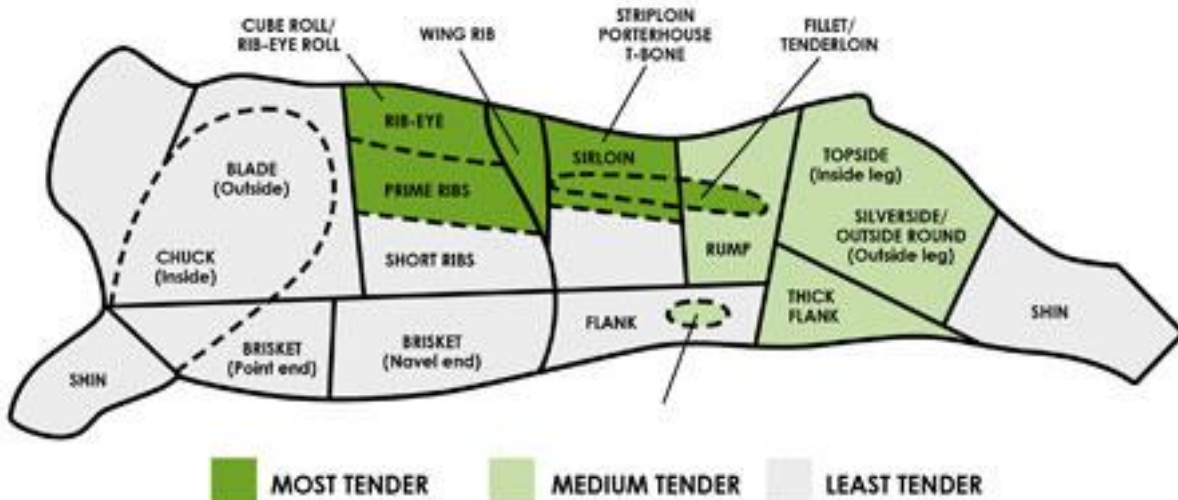 CUBE ROLL/
RIB-EYE ROLL
WING RIB
STRIPLOIN
PORTERHOUSE
T-BONE
FILLET/
TENDERLOIN
RIB-EYE
SIRLOIN
BLADE
(Outside)
PRIME RIBS
TOPSIDE
(Inside leg)
SILVERSIDE/
OUTSIDE ROUND
(Outside leg)
CHUCK
(Inside)
SHORT RIBS
RUMP
THICK
FLANK
SHIN
FLANK
BRISKET
(Navel end)
BRISKET
(Point end)
SHIN
MOST TENDER
MEDIUM TENDER
LEAST TENDER